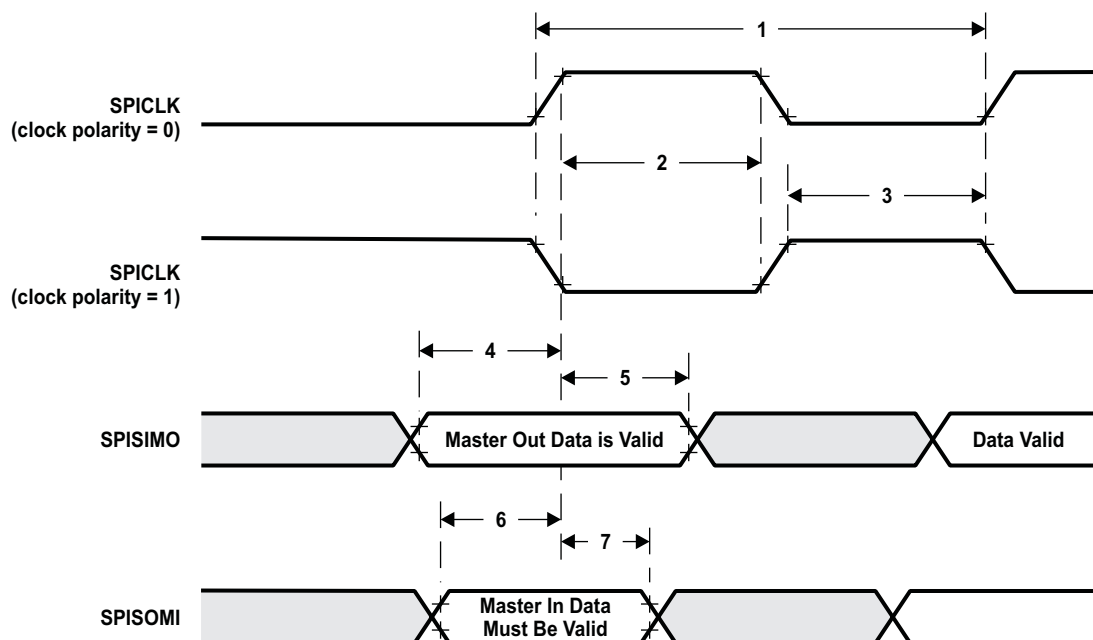 1
SPICLK
(clock polarity = 0)
2
3
SPICLK
(clock polarity = 1)
4
5
SPISIMO
Master Out Data is Valid
Data Valid
6
7
SPISOMI
Master In Data
Must Be Valid